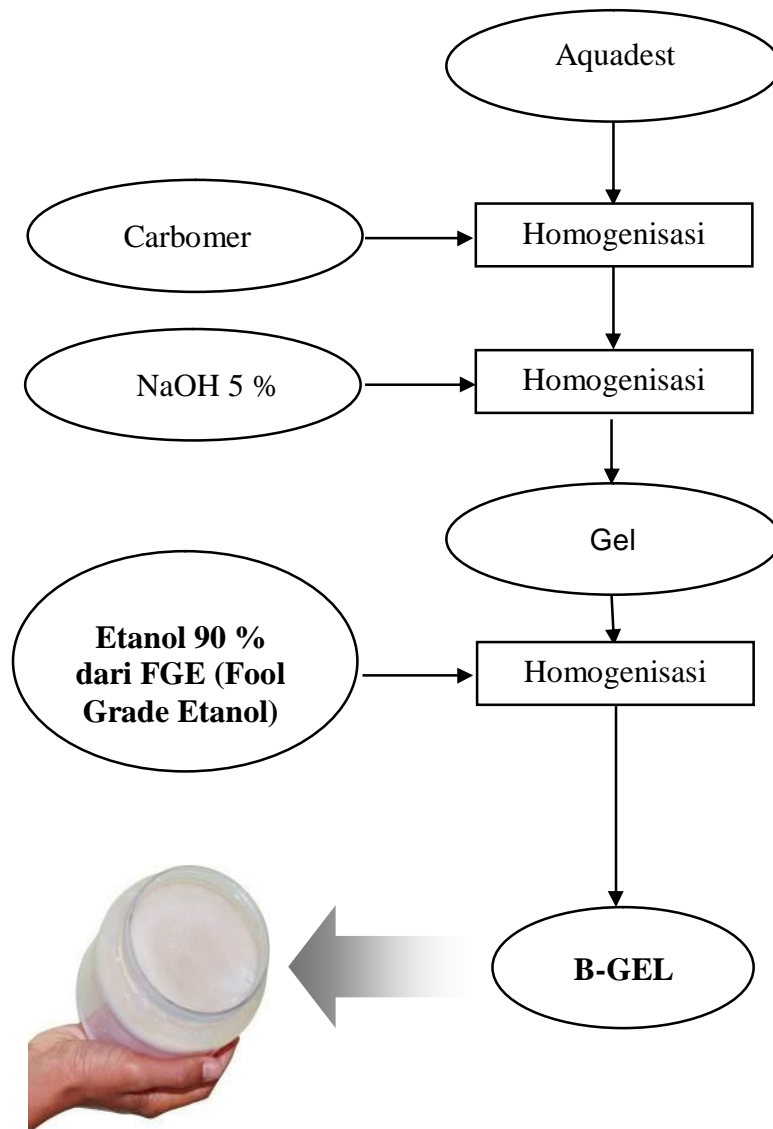 Aquadest
Carbomer
Homogenisasi
NaOH 5 %
Homogenisasi
Gel
Etanol 90 %
dari FGE (Fool
Grade Etanol)
Homogenisasi
B-GEL